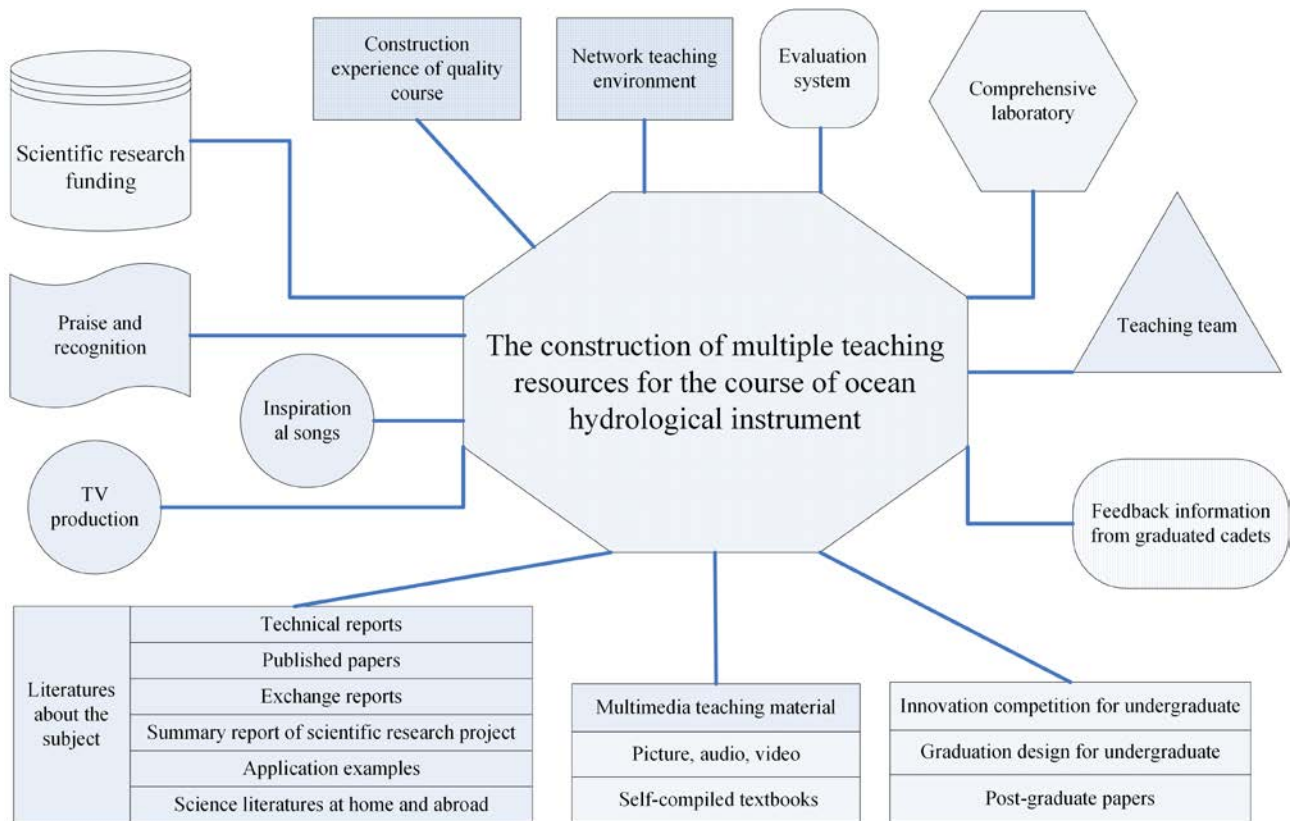 Construction
experience of quality
course
Network teaching
environment
Evaluation
system
Comprehensive
laboratory
Scientific research
funding
Praise and
recognition
Inspiration
al songs
TV
production
The construction of multiple teaching
resources for the course of ocean
hydrological instrument
Teaching team
Feedback information
from graduated cadets
Literatures
about the
subject
Technical reports
Published papers
Exchange reports
Summary report of scientific research project
Application examples
Science literatures at home and abroad
Multimedia teaching material
Picture, audio, video
Self-compiled textbooks
Innovation competition for undergraduate
Graduation design for undergraduate
Post-graduate papers